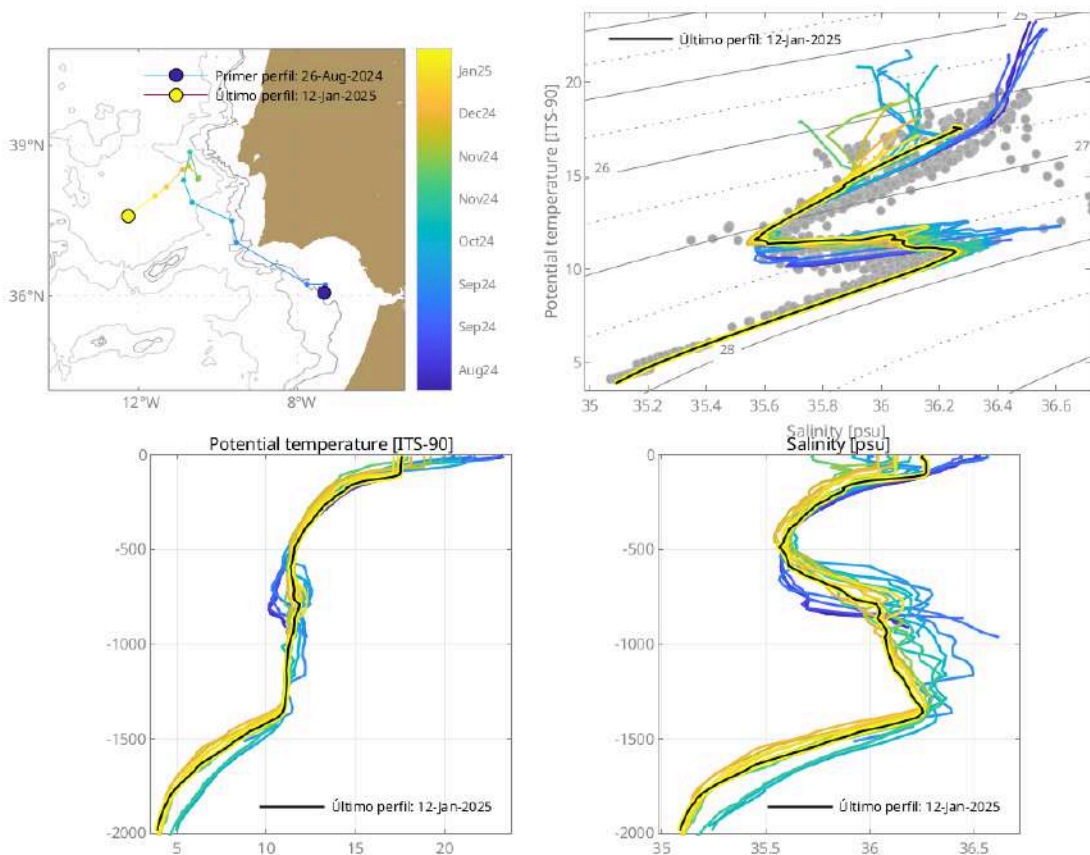 Primer perfil: 26-Aug-2024
Último perfil: 12-Jan-2025
39°N
36°N
12°W
8°W
Jan25
Dec24
Nov24
Nov24
Oct24
Sep24
Sep24
Aug24
Último perfil: 12-Jan-2025
25
26
27
28
Potential temperature [ITS-90]
20
15
10
5
35
35.2
35.4
35.6
35.8
36
36.2
36.4
36.6
Salinity [psu]
Potential temperature [ITS-90]
0
-500
-1000
-1500
-2000
5
10
15
20
Último perfil: 12-Jan-2025
Salinity [psu]
0
-500
-1000
-1500
-2000
35
35.5
36
36.5
Último perfil: 12-Jan-2025